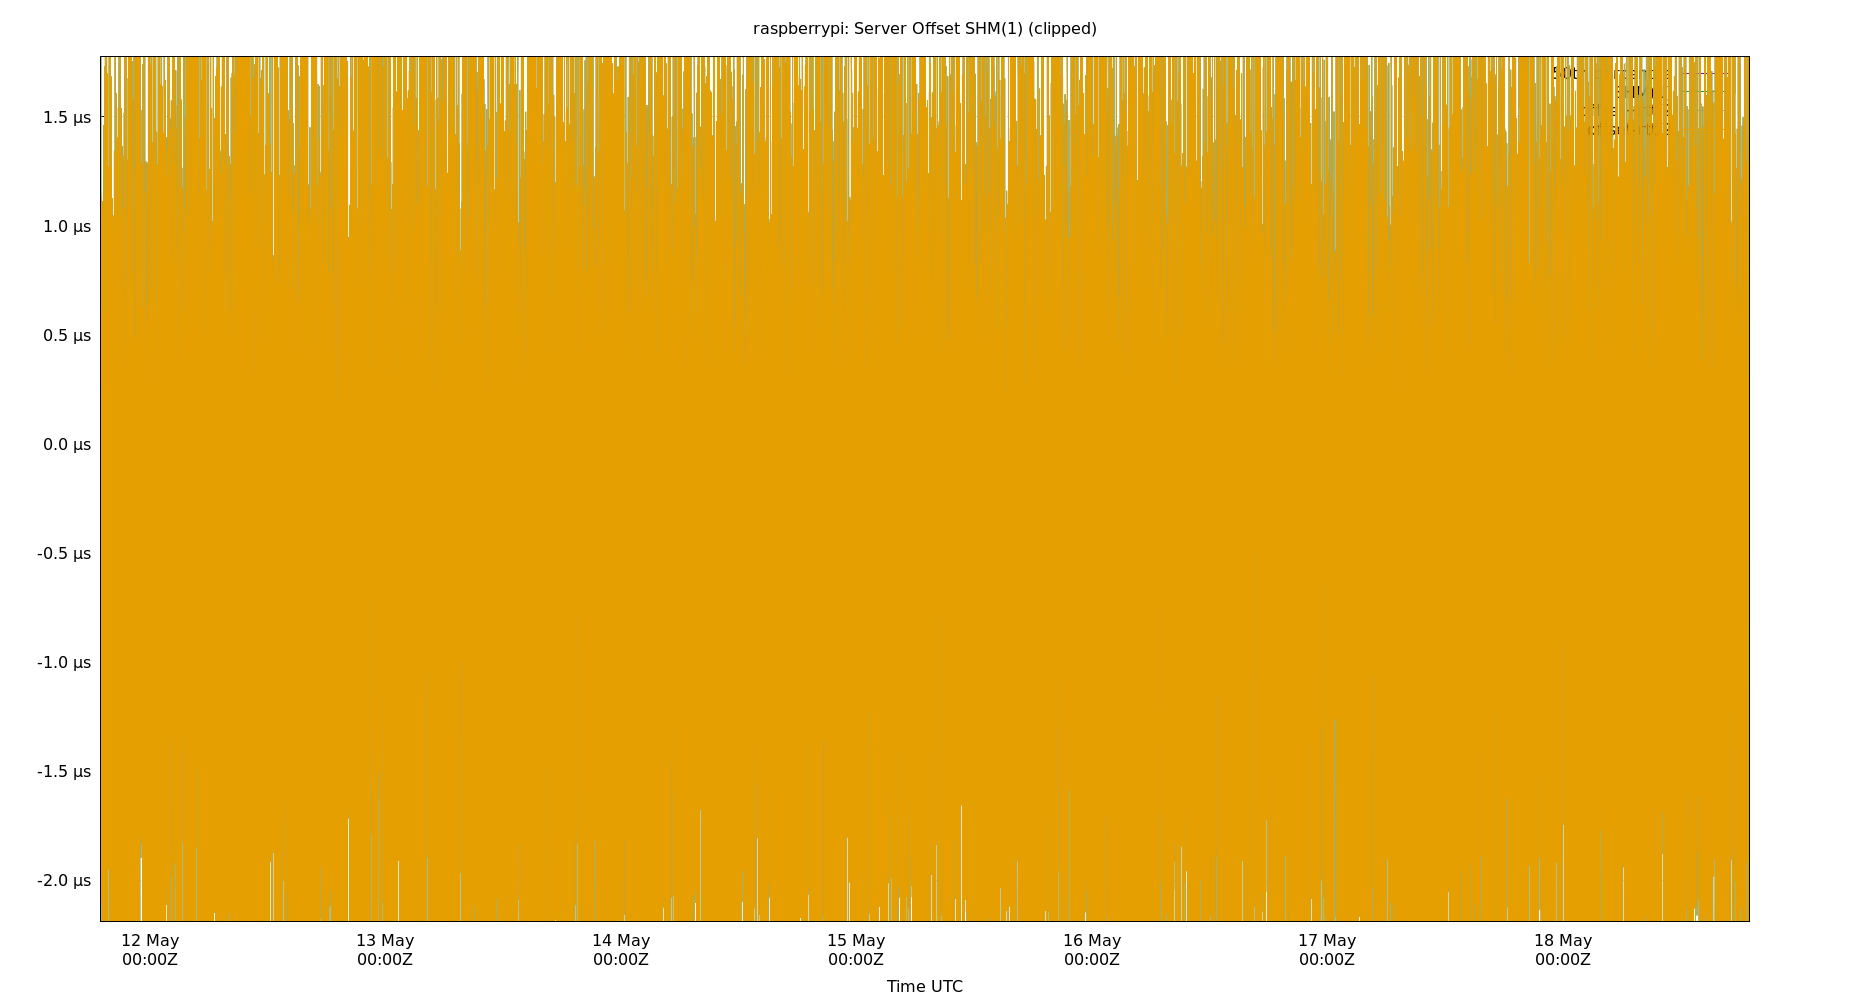 raspberrypi: Server Offset SHM(1) (clipped)
1.5 µs
1.0 µs
0.5 µs
0.0 µs
-0.5 µs
-1.0 µs
-1.5 µs
-2.0 µs
12 May 13 May 14 May 15 May 16 May 17 May 18 May
00:00Z 00:00Z 00:00Z 00:00Z 00:00Z 00:00Z 00:00Z
Time UTC